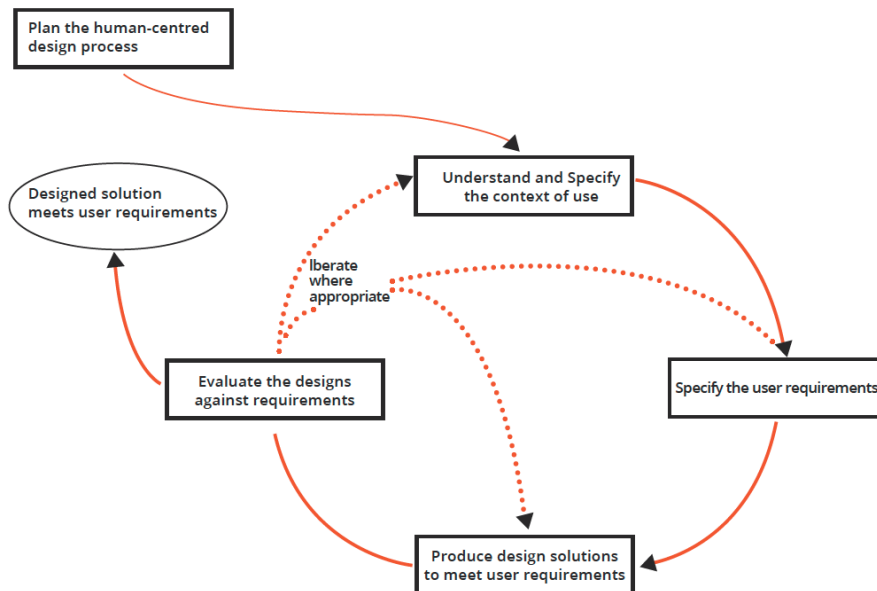 Plan the human-centred
design process
Understand and Specify
the context of use
Designed solution
meets user requirements
Iberate
where
appropriate
Evaluate the designs
against requirements
Specify the user requirements
Produce design solutions
to meet user requirements